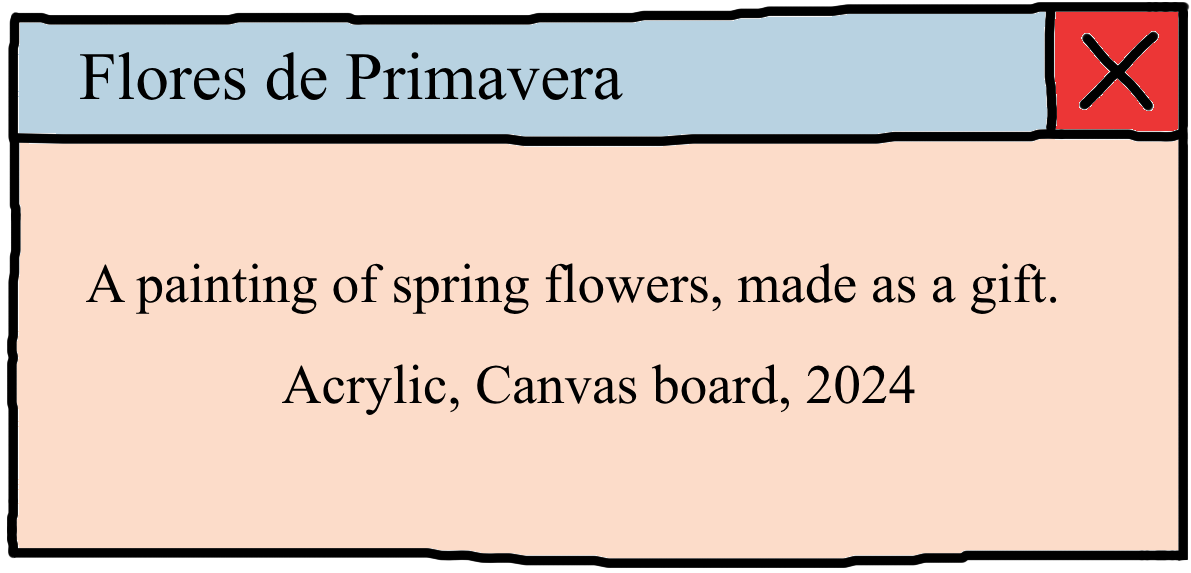 Flores de Primavera
A painting of spring flowers, made as a gift.
Acrylic, Canvas board, 2024